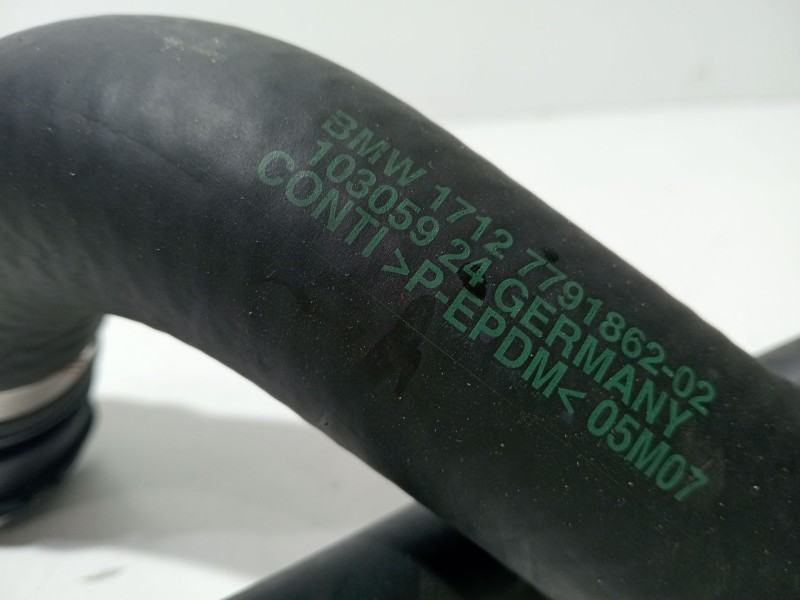 BMW 1712 7791862-02
103059 24 GERMANY
CONTI >P-EPDM< 05M07